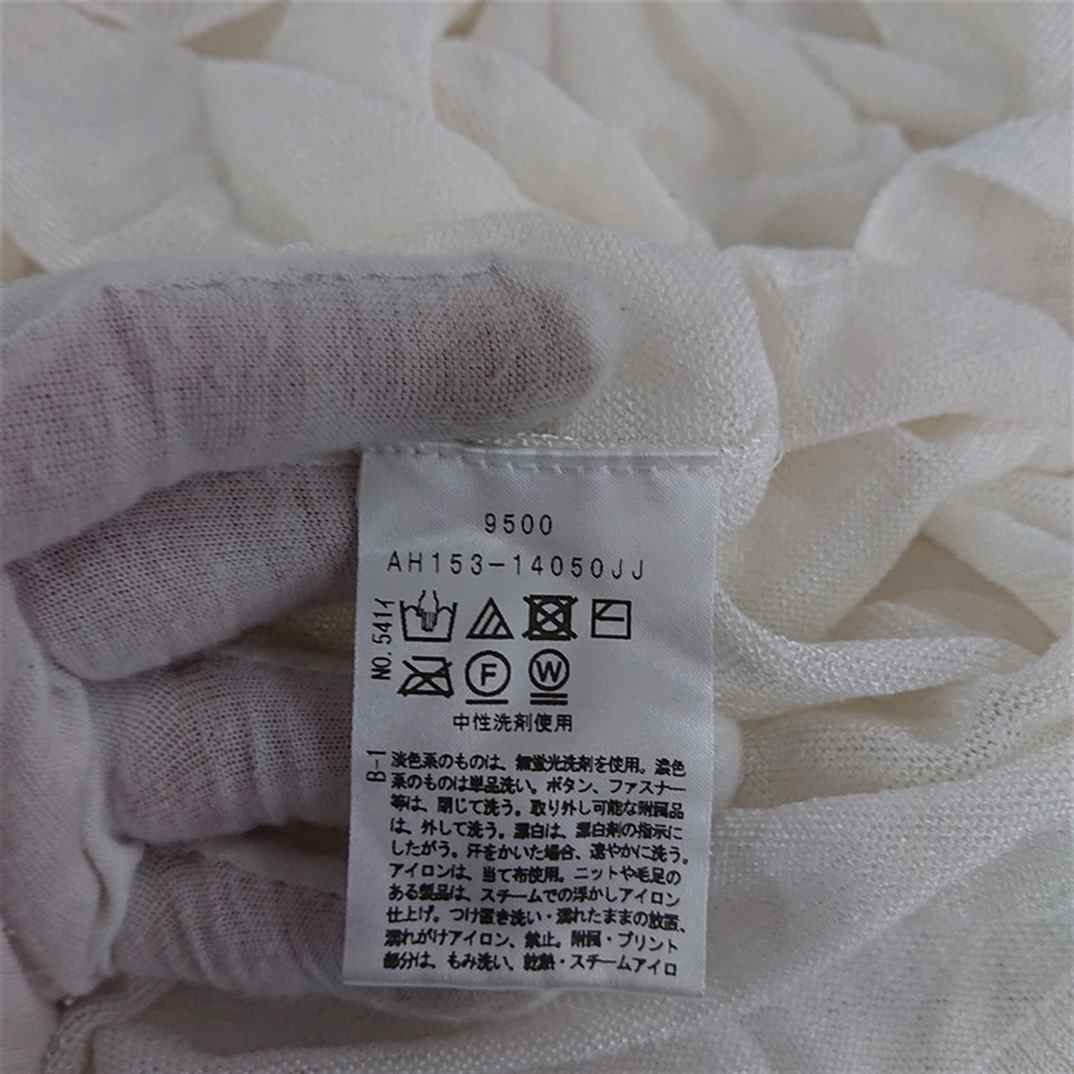 9500
AH153-14050JJ
NO.5414
F W
中性洗剤使用
B-1
淡色系のものは、無蛍光洗剤を使用。濃色
系のものは単品洗い。ボタン、ファスナー
等は、閉じて洗う。取り外し可能な附属品
は、外して洗う。漂白は、漂白剤の指示に
したがう。汗をかいた場合、速やかに洗う。
アイロンは、当て布使用。ニットや毛足の
ある製品は、スチームでの浮かしアイロン
仕上げ。つけ置き洗い・濡れたままの放置、
濡れがけアイロン、禁止。附属・プリント
部分は、もみ洗い、乾熱・スチームアイロ